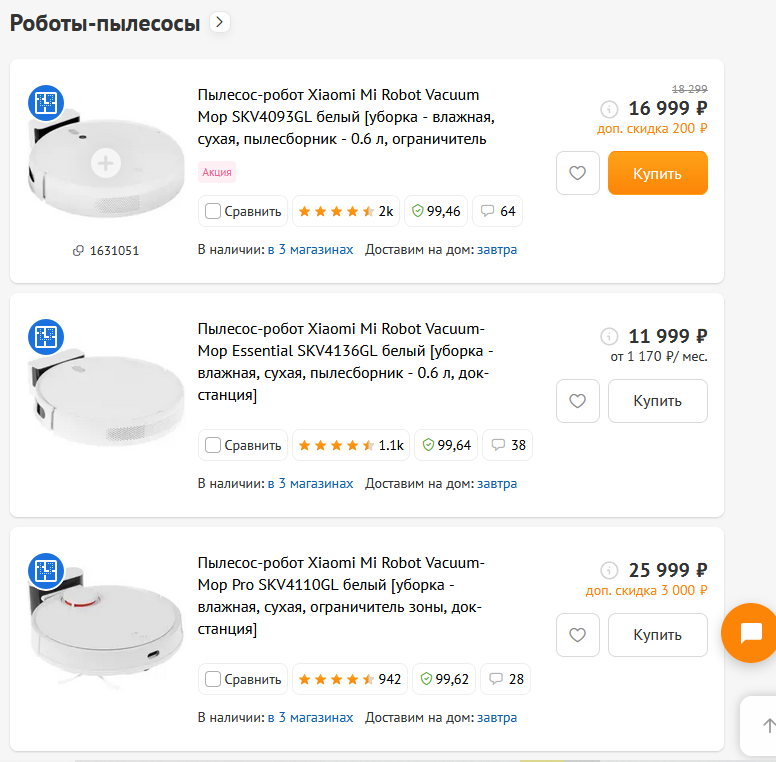 Роботы-пылесосы
Пылесос-робот Xiaomi Mi Robot Vacuum
Mop SKV4093GL белый [уборка - влажная,
сухая, пылесборник - 0.6 л, ограничитель
Акция
Сравнить 2k 99,46 64
1631051
В наличии: в 3 магазинах Доставим на дом: завтра
18 299
16 999 ₽
доп. скидка 200 ₽
Купить
Пылесос-робот Xiaomi Mi Robot Vacuum-
Mop Essential SKV4136GL белый [уборка -
влажная, сухая, пылесборник - 0.6 л, док-
станция]
Сравнить 1.1k 99,64 38
В наличии: в 3 магазинах Доставим на дом: завтра
11 999 ₽
от 1 170 ₽/ мес.
Купить
Пылесос-робот Xiaomi Mi Robot Vacuum-
Mop Pro SKV4110GL белый [уборка -
влажная, сухая, ограничитель зоны, док-
станция]
Сравнить 942 99,62 28
В наличии: в 3 магазинах Доставим на дом: завтра
25 999 ₽
доп. скидка 3 000 ₽
Купить